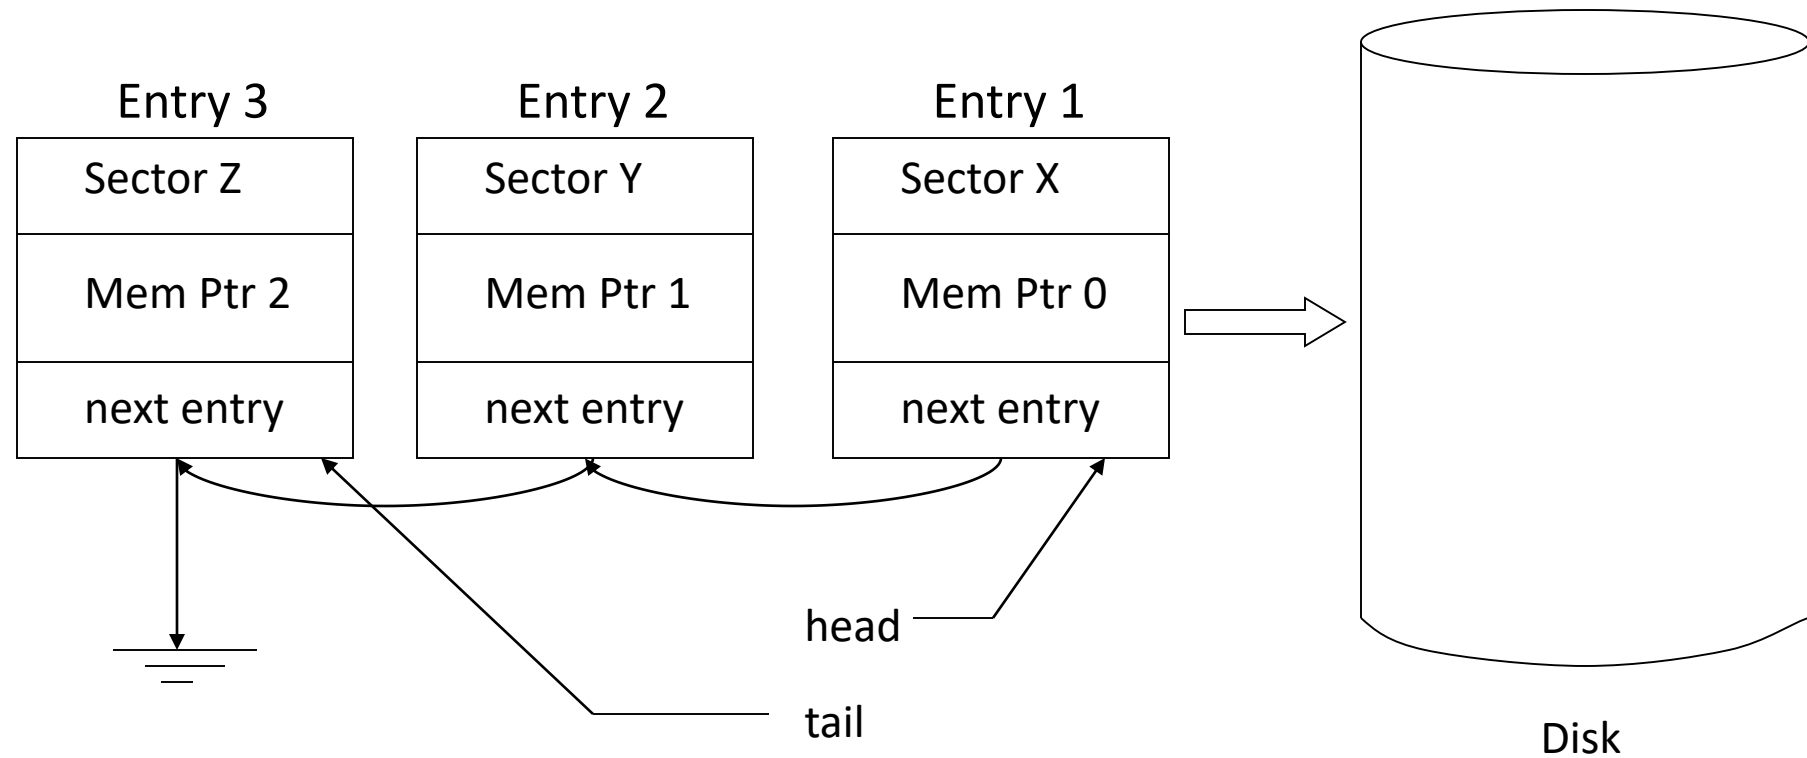 Entry 3
Sector Z
Mem Ptr 2
next entry
Entry 2
Sector Y
Mem Ptr 1
next entry
Entry 1
Sector X
Mem Ptr 0
next entry
head
tail
Disk